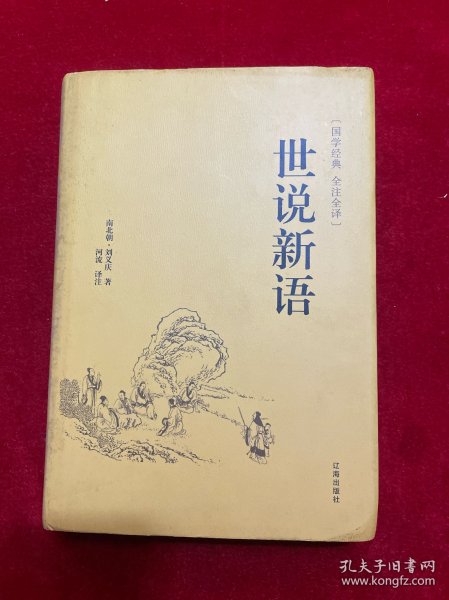 ［国学经典 全注全译］
世说新语
南北朝·刘义庆 著
河流 译注
辽海出版社
孔夫子旧书网
www.kongfz.com